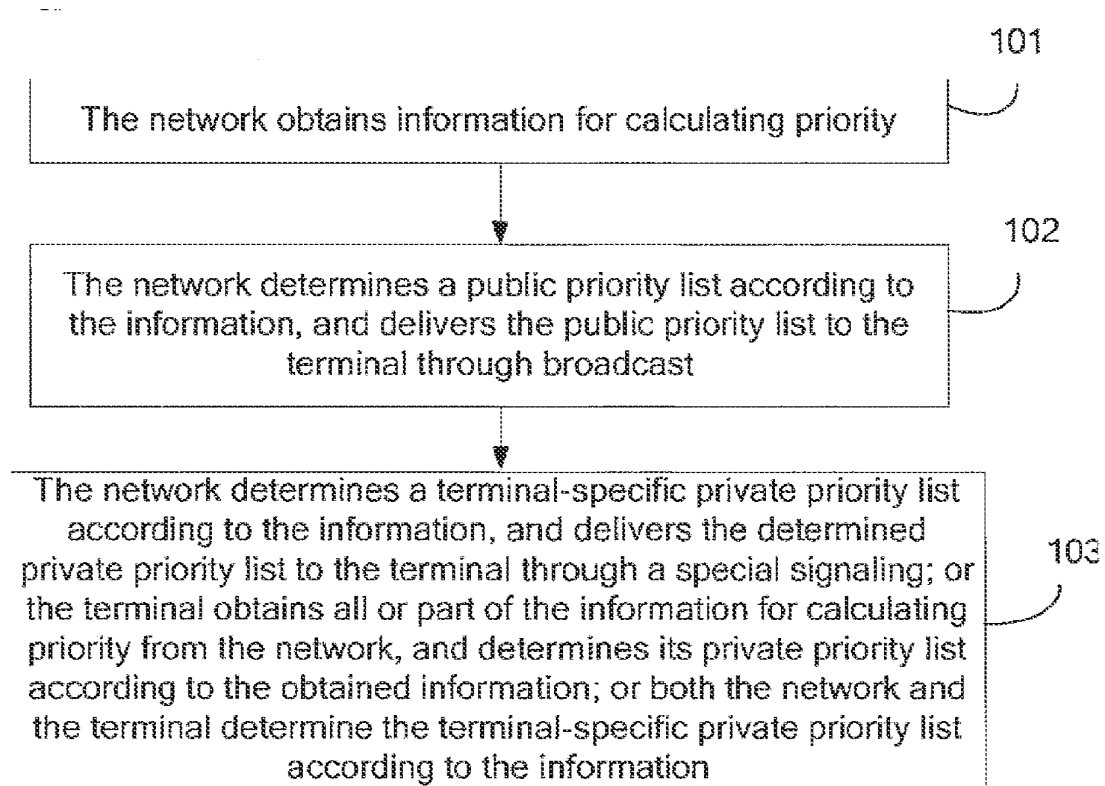 101
The network obtains information for calculating priority
102
The network determines a public priority list according to
the information, and delivers the public priority list to the
terminal through broadcast
The network determines a terminal-specific private priority list
according to the information, and delivers the determined
private priority list to the terminal through a special signaling; or
the terminal obtains all or part of the information for calculating
priority from the network, and determines its private priority list
according to the obtained information; or both the network and
the terminal determine the terminal-specific private priority list
according to the information
103